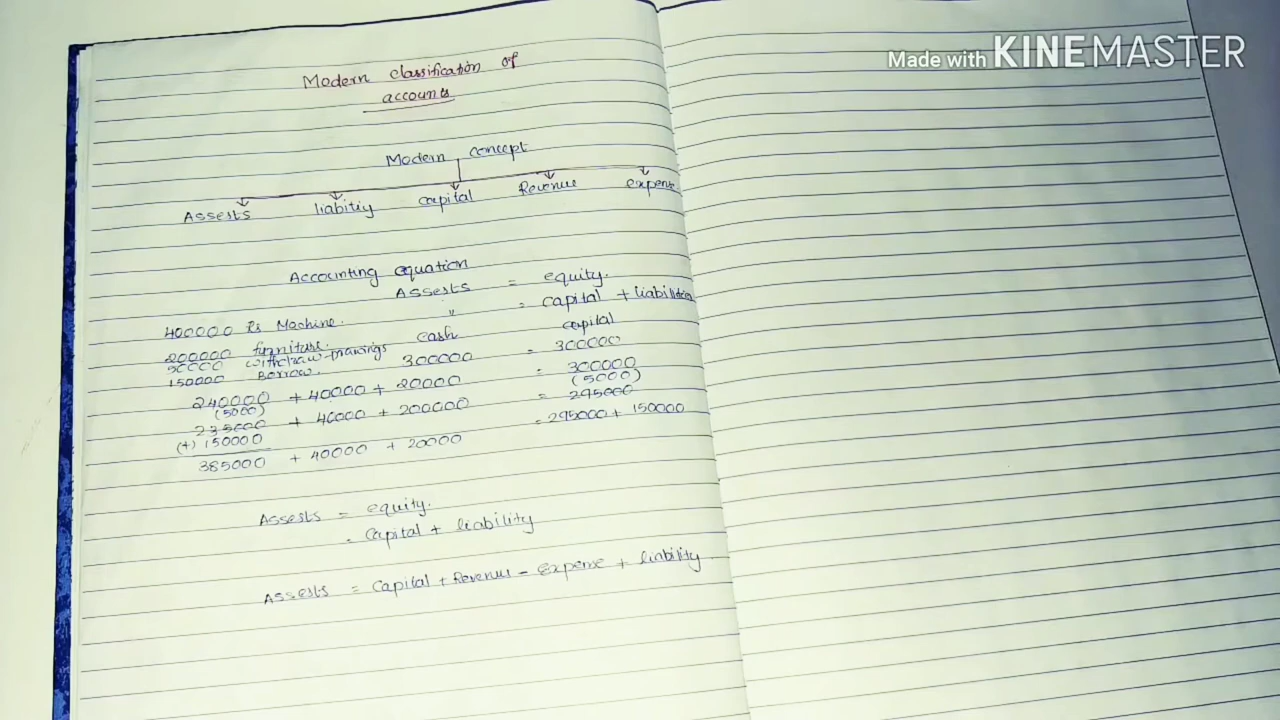 Made with KINEMASTER
Modern classification of
accounts
Modern concept
Assests liabitiy capital Revenue expense
Accounting equation
Assests = equity.
400000 Rs Machine. " = capital + liabilities
200000 furniture. cash capital
50000 withdraw-Drawings 300000 = 300000
150000 Borrow.
240000 + 40000 + 20000 = 300000
(5000) (5000)
235000 + 40000 + 200000 = 295000
(+) 150000 = 295000 + 150000
385000 + 40000 + 20000
Assests = equity.
= capital + liability
Assests = capital + Revenue - Expense + liability